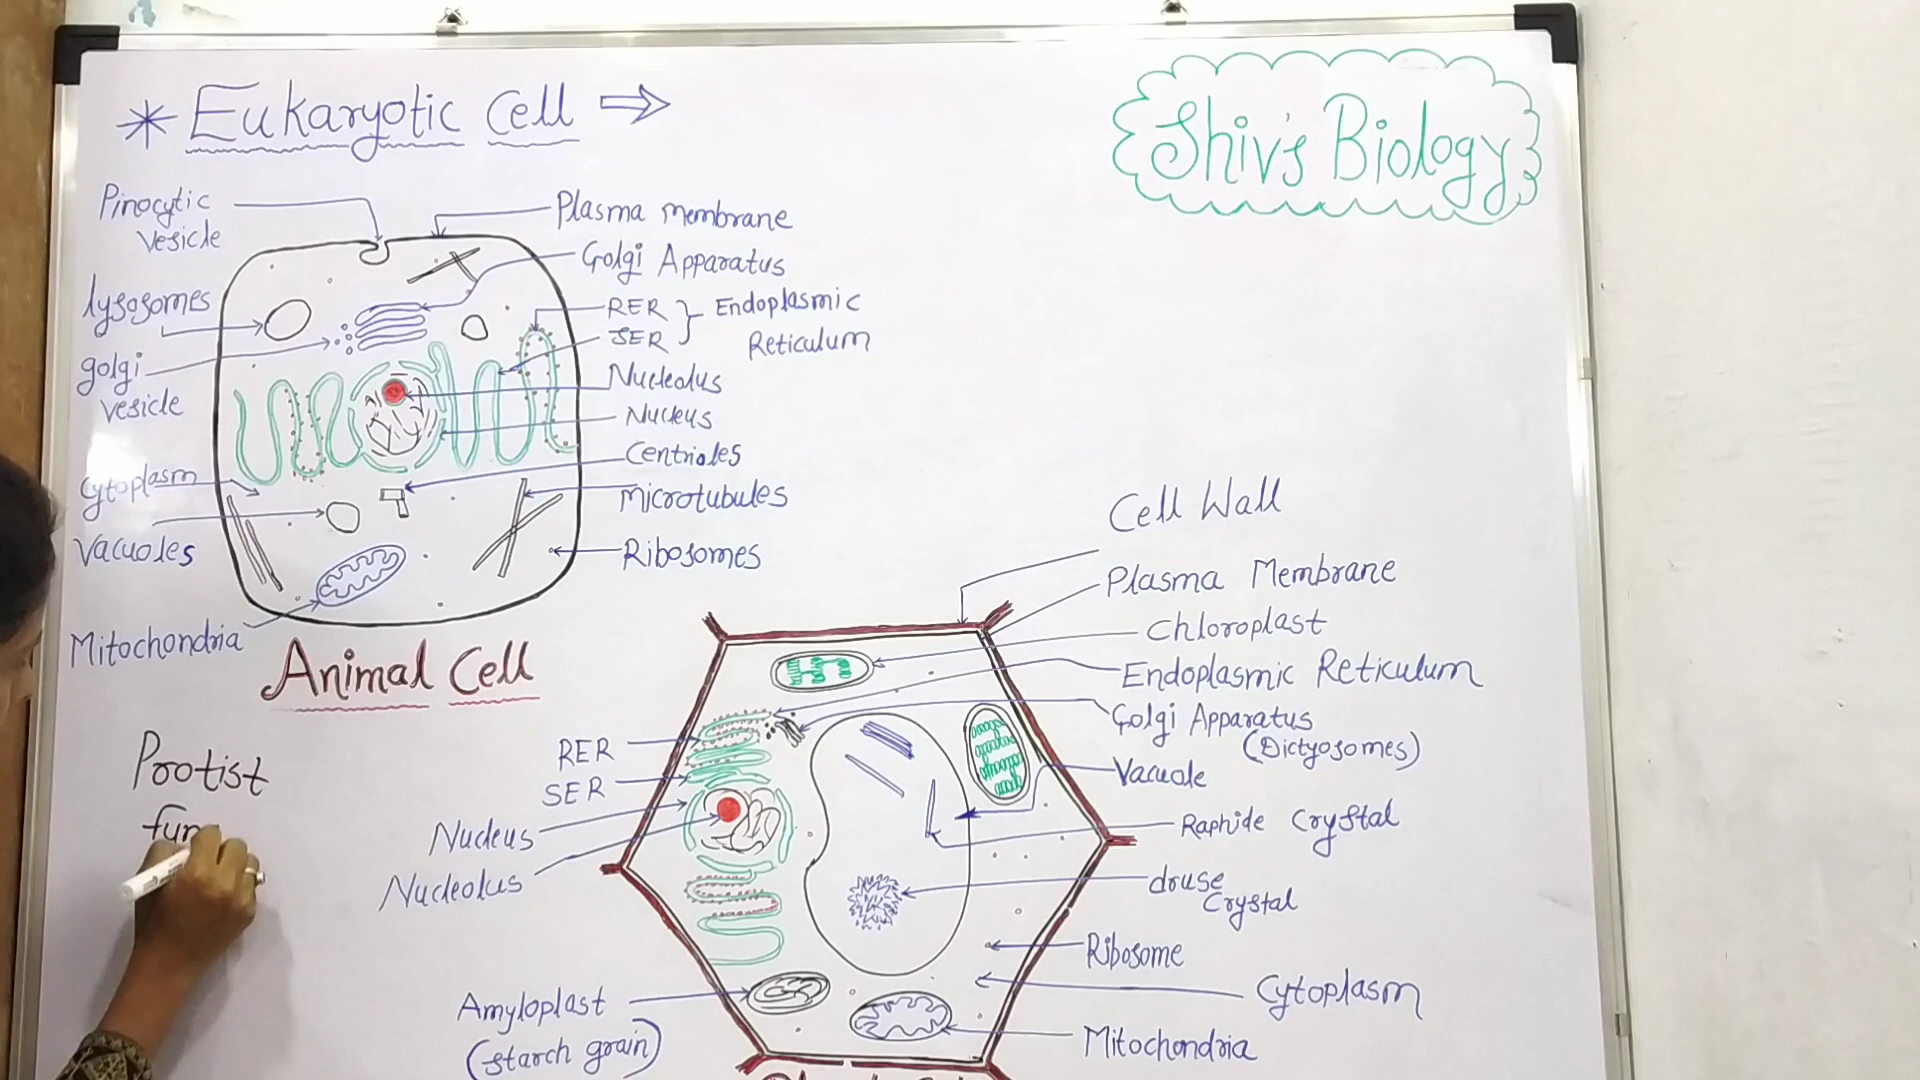 * Eukaryotic Cell ⇒
Shiv's Biology
Pinocytic
Vesicle
Plasma membrane
Golgi Apparatus
lysosomes
RER } Endoplasmic
SER Reticulum
golgi
vesicle
Nucleolus
Nucleus
Centrioles
Cytoplasm
Microtubules
Vacuoles
Ribosomes
Mitochondria
Animal Cell
Cell Wall
Plasma Membrane
Chloroplast
Endoplasmic Reticulum
Golgi Apparatus
(Dictyosomes)
RER
SER
Vacuole
Nucleus
Raphide Crystal
Nucleolus
druse
Crystal
Ribosome
Cytoplasm
Amyloplast
(starch grain)
Mitochondria
Protist
fun